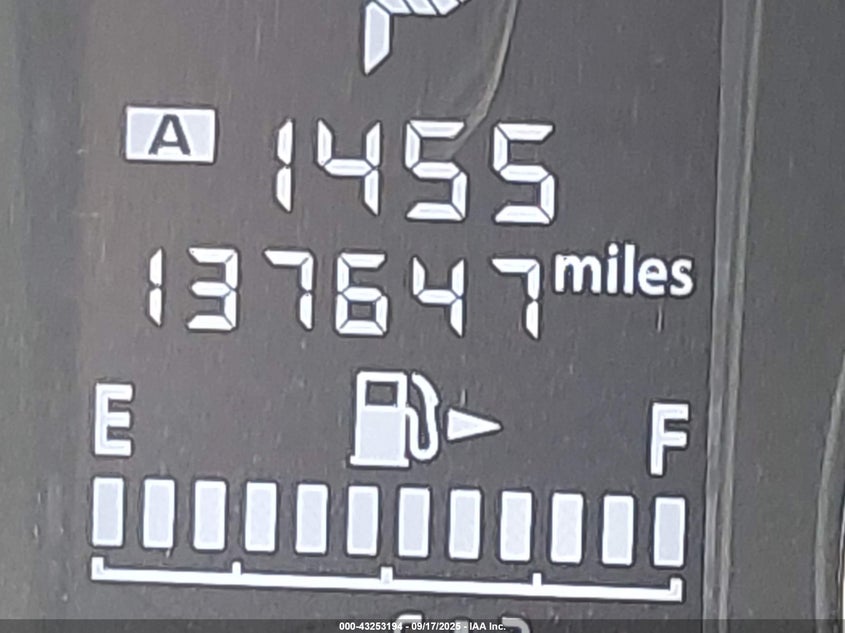 P
A 1455
137647 miles
E F
000-43253194 - 09/17/2025 - IAA Inc.